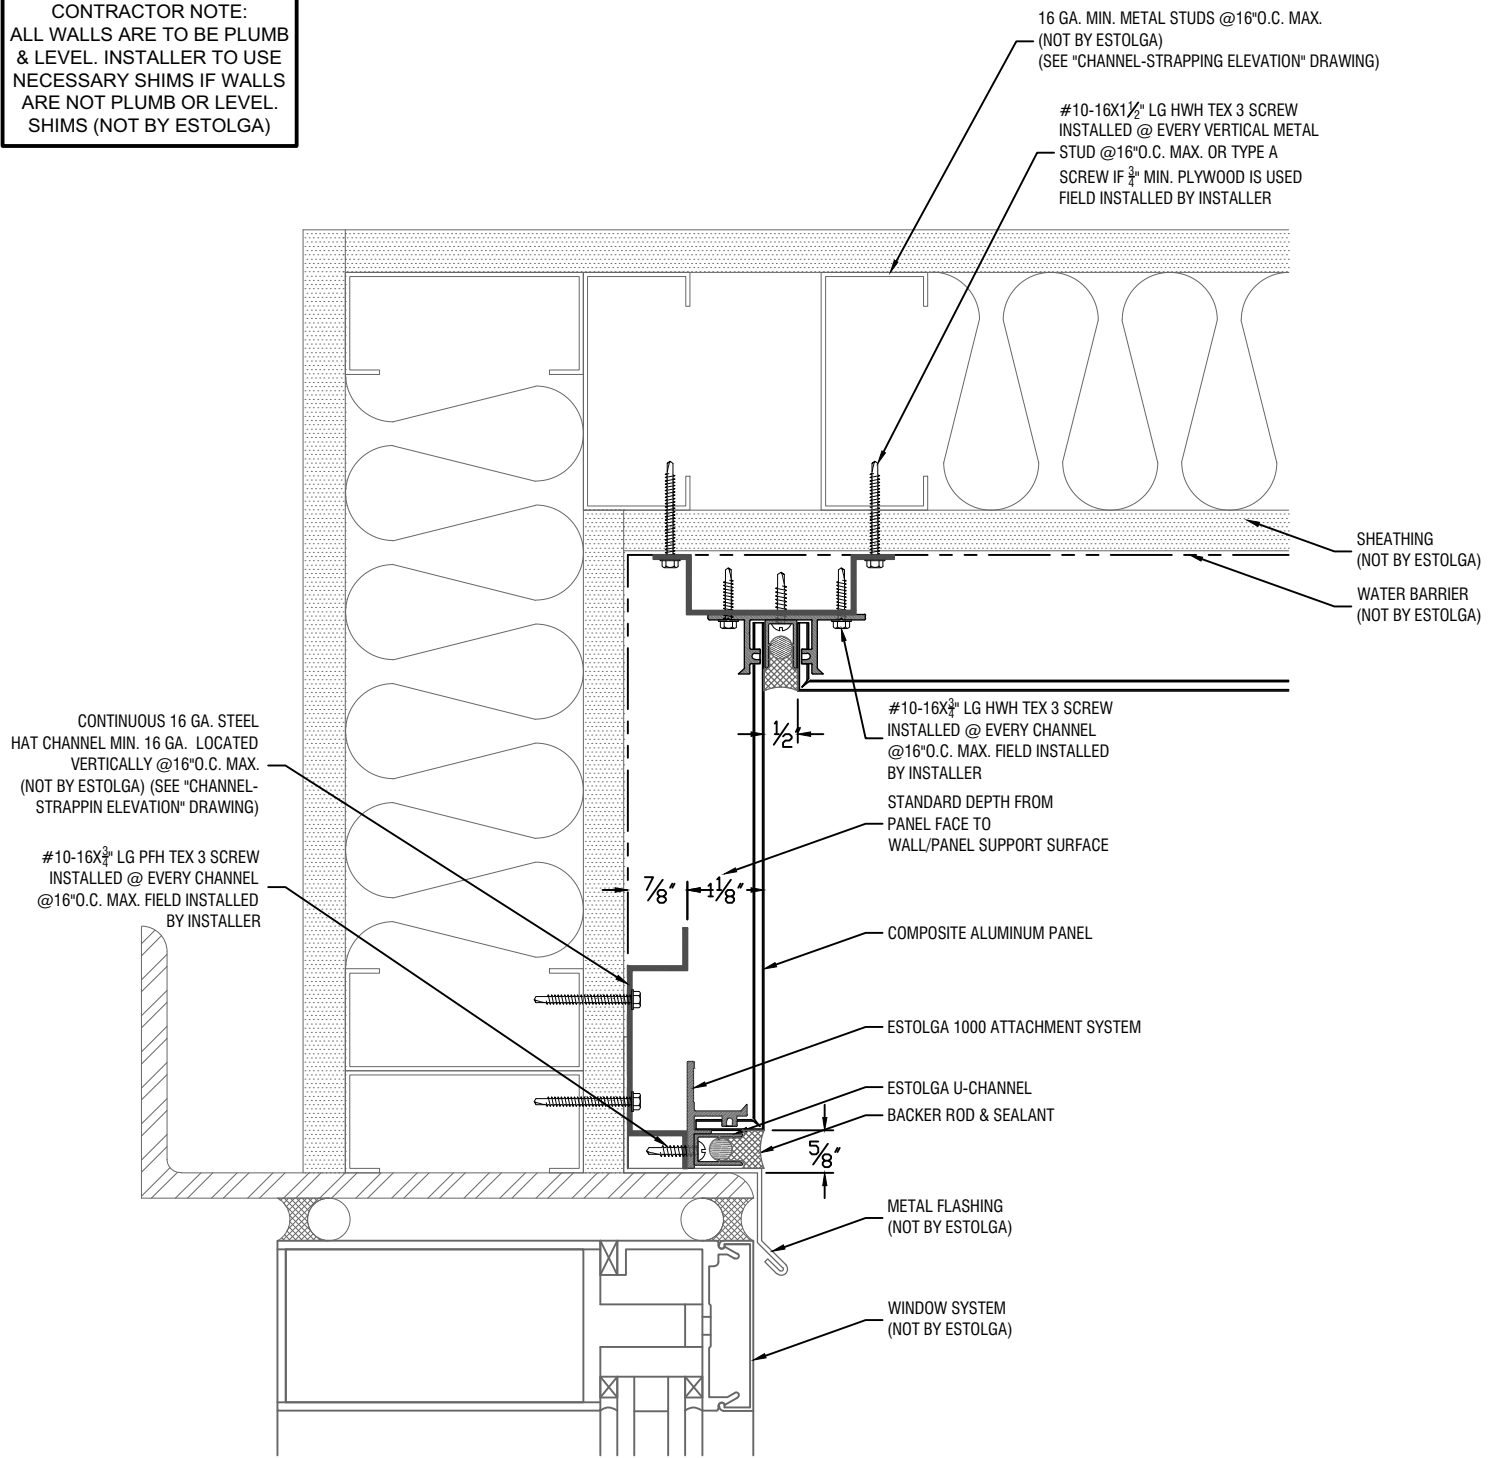 CONTRACTOR NOTE:
ALL WALLS ARE TO BE PLUMB
& LEVEL. INSTALLER TO USE
NECESSARY SHIMS IF WALLS
ARE NOT PLUMB OR LEVEL.
SHIMS (NOT BY ESTOLGA)
16 GA. MIN. METAL STUDS @16"O.C. MAX.
(NOT BY ESTOLGA)
(SEE "CHANNEL-STRAPPING ELEVATION" DRAWING)
#10-16X1½" LG HWH TEX 3 SCREW
INSTALLED @ EVERY VERTICAL METAL
STUD @16"O.C. MAX. OR TYPE A
SCREW IF ¾" MIN. PLYWOOD IS USED
FIELD INSTALLED BY INSTALLER
SHEATHING
(NOT BY ESTOLGA)
WATER BARRIER
(NOT BY ESTOLGA)
#10-16X¾" LG HWH TEX 3 SCREW
INSTALLED @ EVERY CHANNEL
@16"O.C. MAX. FIELD INSTALLED
BY INSTALLER
1/2"
CONTINUOUS 16 GA. STEEL
HAT CHANNEL MIN. 16 GA. LOCATED
VERTICALLY @16"O.C. MAX.
(NOT BY ESTOLGA) (SEE "CHANNEL-
STRAPPIN ELEVATION" DRAWING)
STANDARD DEPTH FROM
PANEL FACE TO
WALL/PANEL SUPPORT SURFACE
#10-16X¾" LG PFH TEX 3 SCREW
INSTALLED @ EVERY CHANNEL
@16"O.C. MAX. FIELD INSTALLED
BY INSTALLER
7/8"
1 1/8"
COMPOSITE ALUMINUM PANEL
ESTOLGA 1000 ATTACHMENT SYSTEM
ESTOLGA U-CHANNEL
BACKER ROD & SEALANT
5/8"
METAL FLASHING
(NOT BY ESTOLGA)
WINDOW SYSTEM
(NOT BY ESTOLGA)